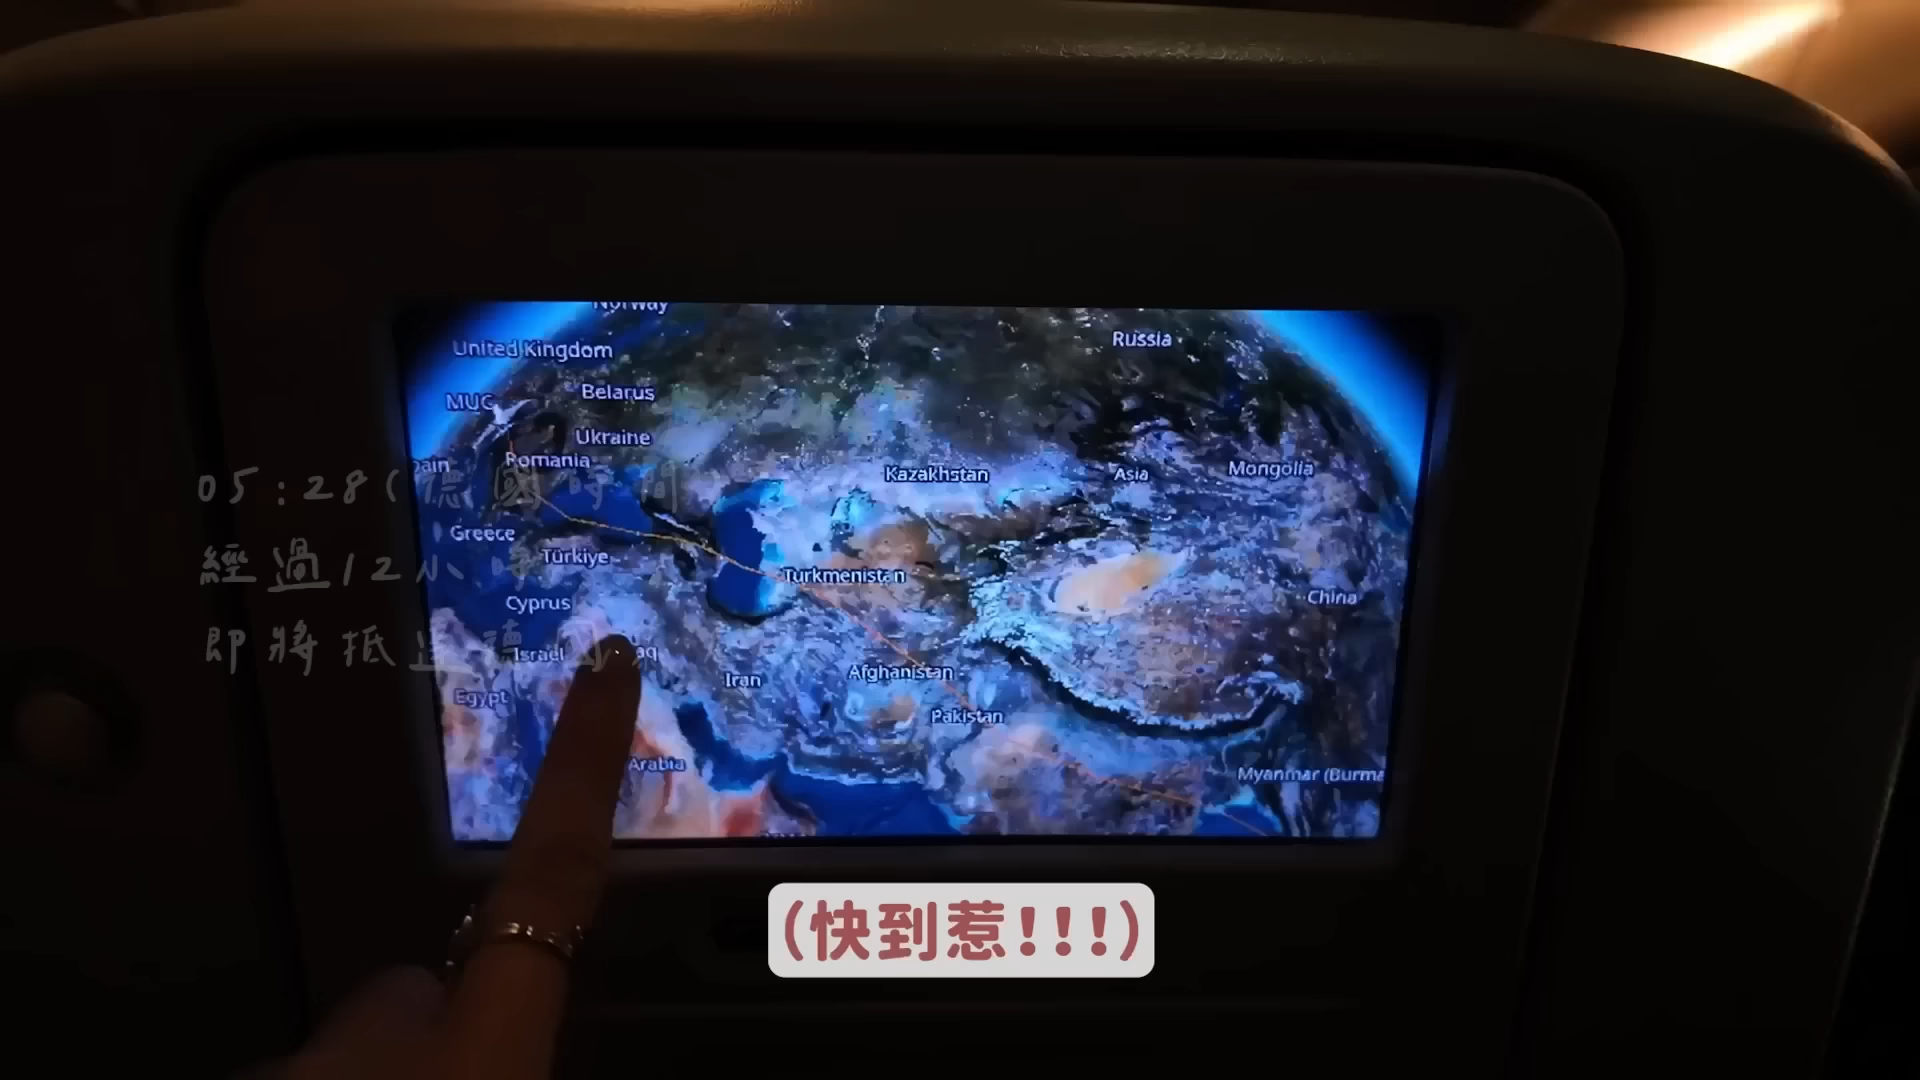 Norway
United Kingdom
Russia
Belarus
MUC
Ukraine
Romania
Kazakhstan
Asia
Mongolia
05:28(德國時間
Greece
Türkiye
Turkmenistan
China
經過12小時
Cyprus
即將抵達德國
Israel
Iran
Afghanistan
Egypt
Pakistan
Arabia
Myanmar (Burma
(快到惹!!!)